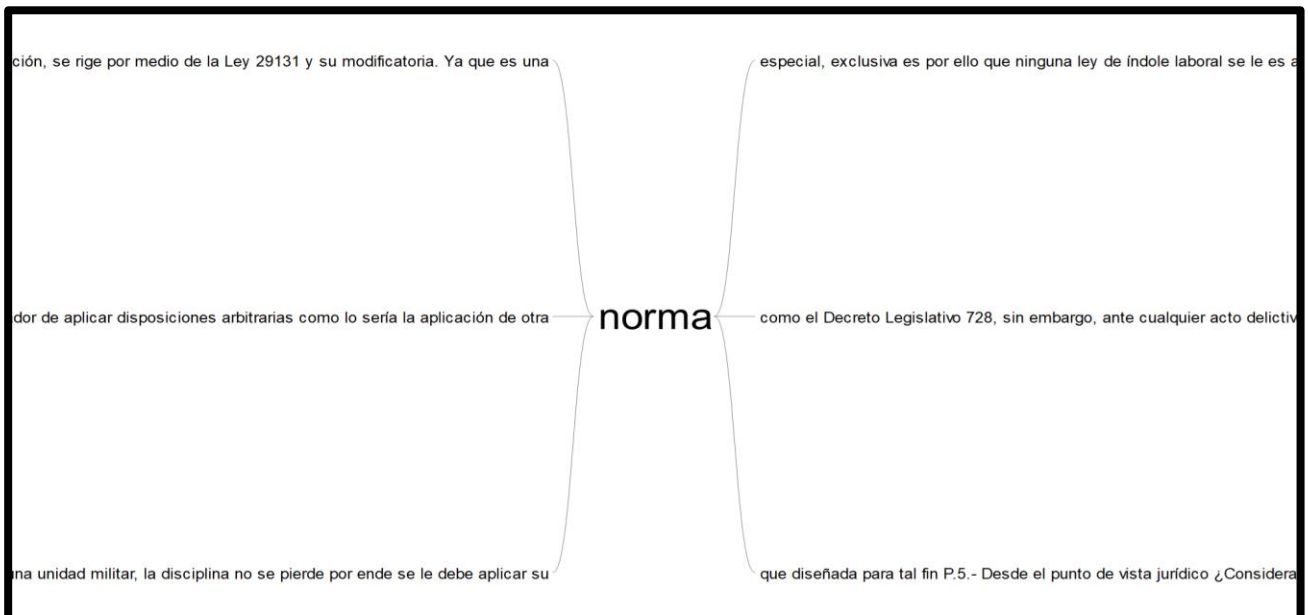 ción, se rige por medio de la Ley 29131 y su modificatoria. Ya que es una
especial, exclusiva es por ello que ninguna ley de índole laboral se le es a
dor de aplicar disposiciones arbitrarias como lo sería la aplicación de otra
norma
como el Decreto Legislativo 728, sin embargo, ante cualquier acto delictiv
una unidad militar, la disciplina no se pierde por ende se le debe aplicar su
que diseñada para tal fin P.5.- Desde el punto de vista jurídico ¿Considera